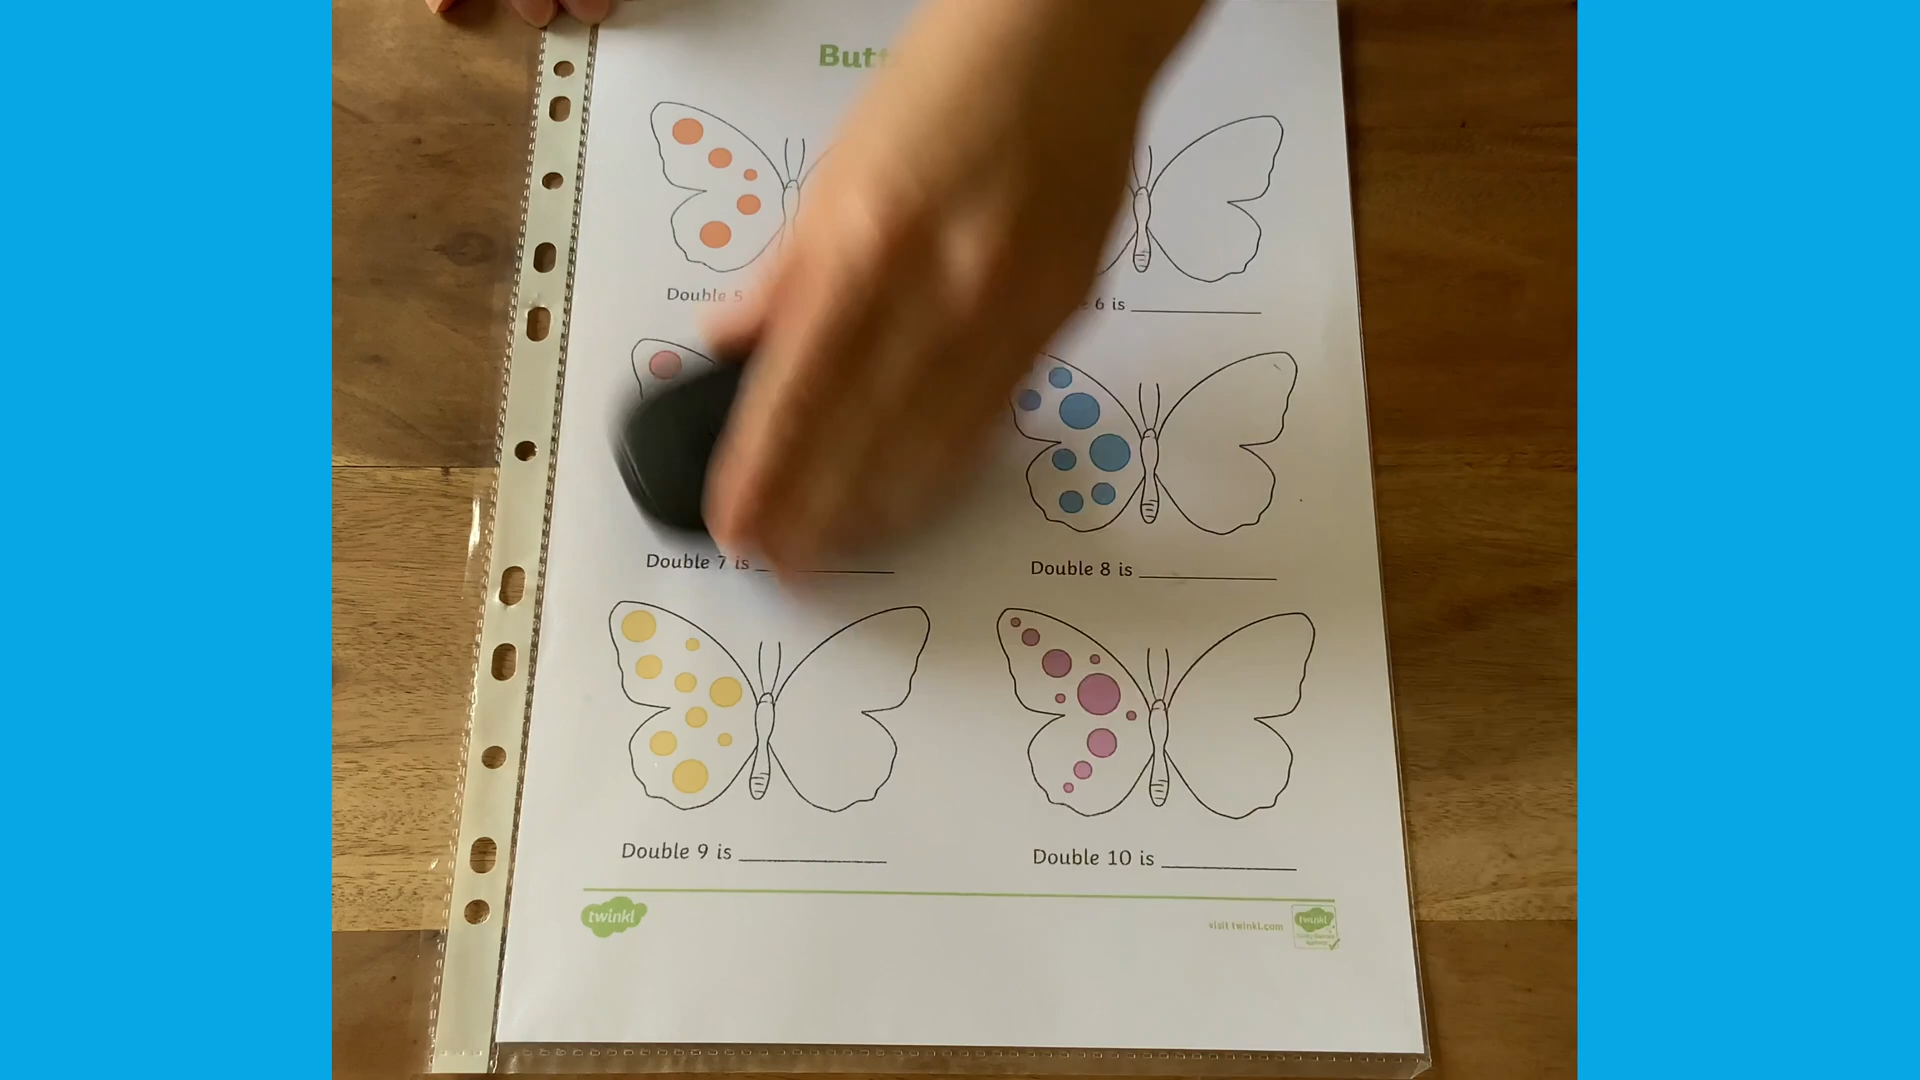 Double 5
6 is
Double 7 is
Double 8 is
Double 9 is
Double 10 is
twinkl
visit twinkl.com
twinkl